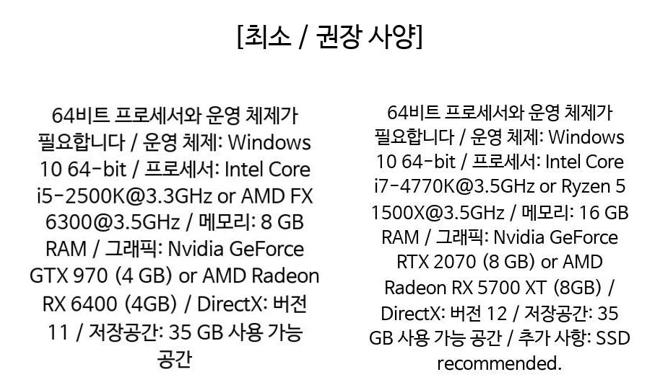 [최소 / 권장 사양]
64비트 프로세서와 운영 체제가
필요합니다 / 운영 체제: Windows
10 64-bit / 프로세서: Intel Core
i5-2500K@3.3GHz or AMD FX
6300@3.5GHz / 메모리: 8 GB
RAM / 그래픽: Nvidia GeForce
GTX 970 (4 GB) or AMD Radeon
RX 6400 (4GB) / DirectX: 버전
11 / 저장공간: 35 GB 사용 가능
공간
64비트 프로세서와 운영 체제가
필요합니다 / 운영 체제: Windows
10 64-bit / 프로세서: Intel Core
i7-4770K@3.5GHz or Ryzen 5
1500X@3.5GHz / 메모리: 16 GB
RAM / 그래픽: Nvidia GeForce
RTX 2070 (8 GB) or AMD
Radeon RX 5700 XT (8GB) /
DirectX: 버전 12 / 저장공간: 35
GB 사용 가능 공간 / 추가 사항: SSD
recommended.